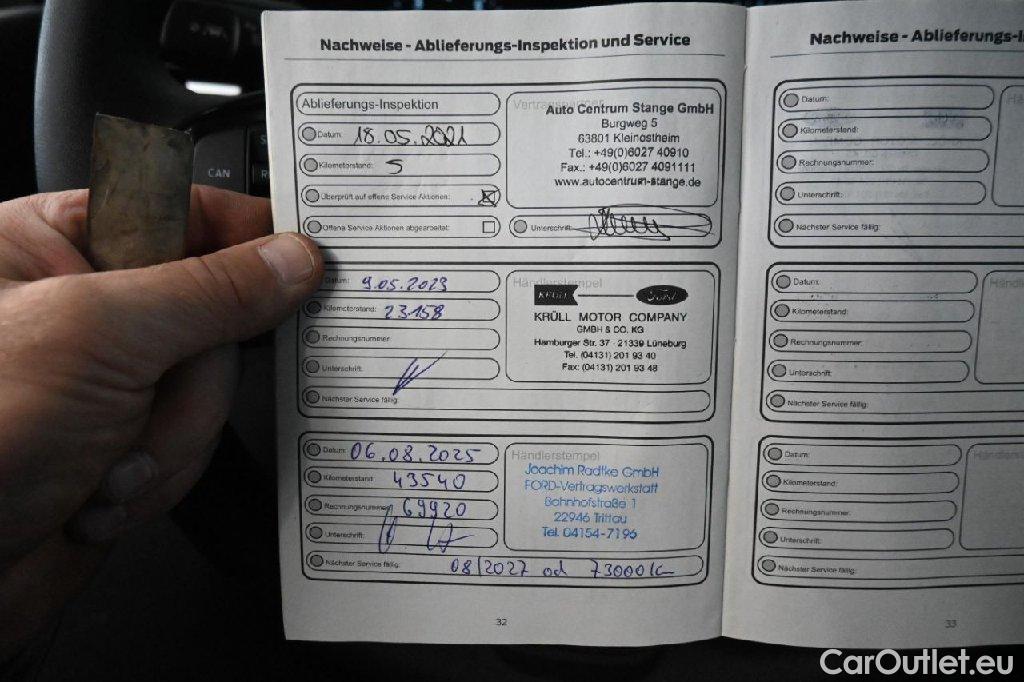 Nachweise - Ablieferungs-Inspektion und Service
Ablieferungs-Inspektion
Datum: 18.05.2021
Kilometerstand: 5
Überprüft auf offene Service Aktionen:
Offene Service Aktionen abgearbeitet:
Vertragspartner
Auto Centrum Stange GmbH
Burgweg 5
63801 Kleinostheim
Tel.: +49(0)6027 40910
Fax.: +49(0)6027 4091111
www.autocentrum-stange.de
Unterschrift:
Datum: 9.05.2023
Kilometerstand: 23158
Rechnungsnummer
Unterschrift:
Nächster Service fällig:
Händlerstempel
KRÜLL Ford
KRÜLL MOTOR COMPANY
GMBH & CO. KG
Hamburger Str. 37 - 21339 Lüneburg
Tel. (04131) 201 93 40
Fax: (04131) 201 93 48
Datum: 06.08.2025
Kilometerstand: 43540
Rechnungsnummer: 69920
Unterschrift:
Nächster Service fällig: 08/2027 od 73000K
Händlerstempel
Joachim Radtke GmbH
FORD-Vertragswerkstatt
Bahnhofstraße 1
22946 Trittau
Tel. 04154-7196
32
Nachweise - Ablieferungs-I
Datum:
Kilometerstand:
Rechnungsnummer:
Unterschrift:
Nächster Service fällig:
Datum:
Kilometerstand:
Rechnungsnummer:
Unterschrift:
Nächster Service fällig:
Datum:
Kilometerstand:
Rechnungsnummer:
Unterschrift:
Nächster Service fällig:
33
CAN
CarOutlet.eu